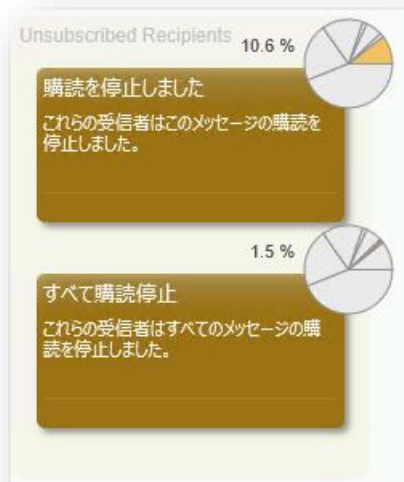 Unsubscribed Recipients
10.6 %
購読を停止しました
これらの受信者はこのメッセージの購読を
停止しました。
1.5 %
すべて購読停止
これらの受信者はすべてのメッセージの購
読を停止しました。